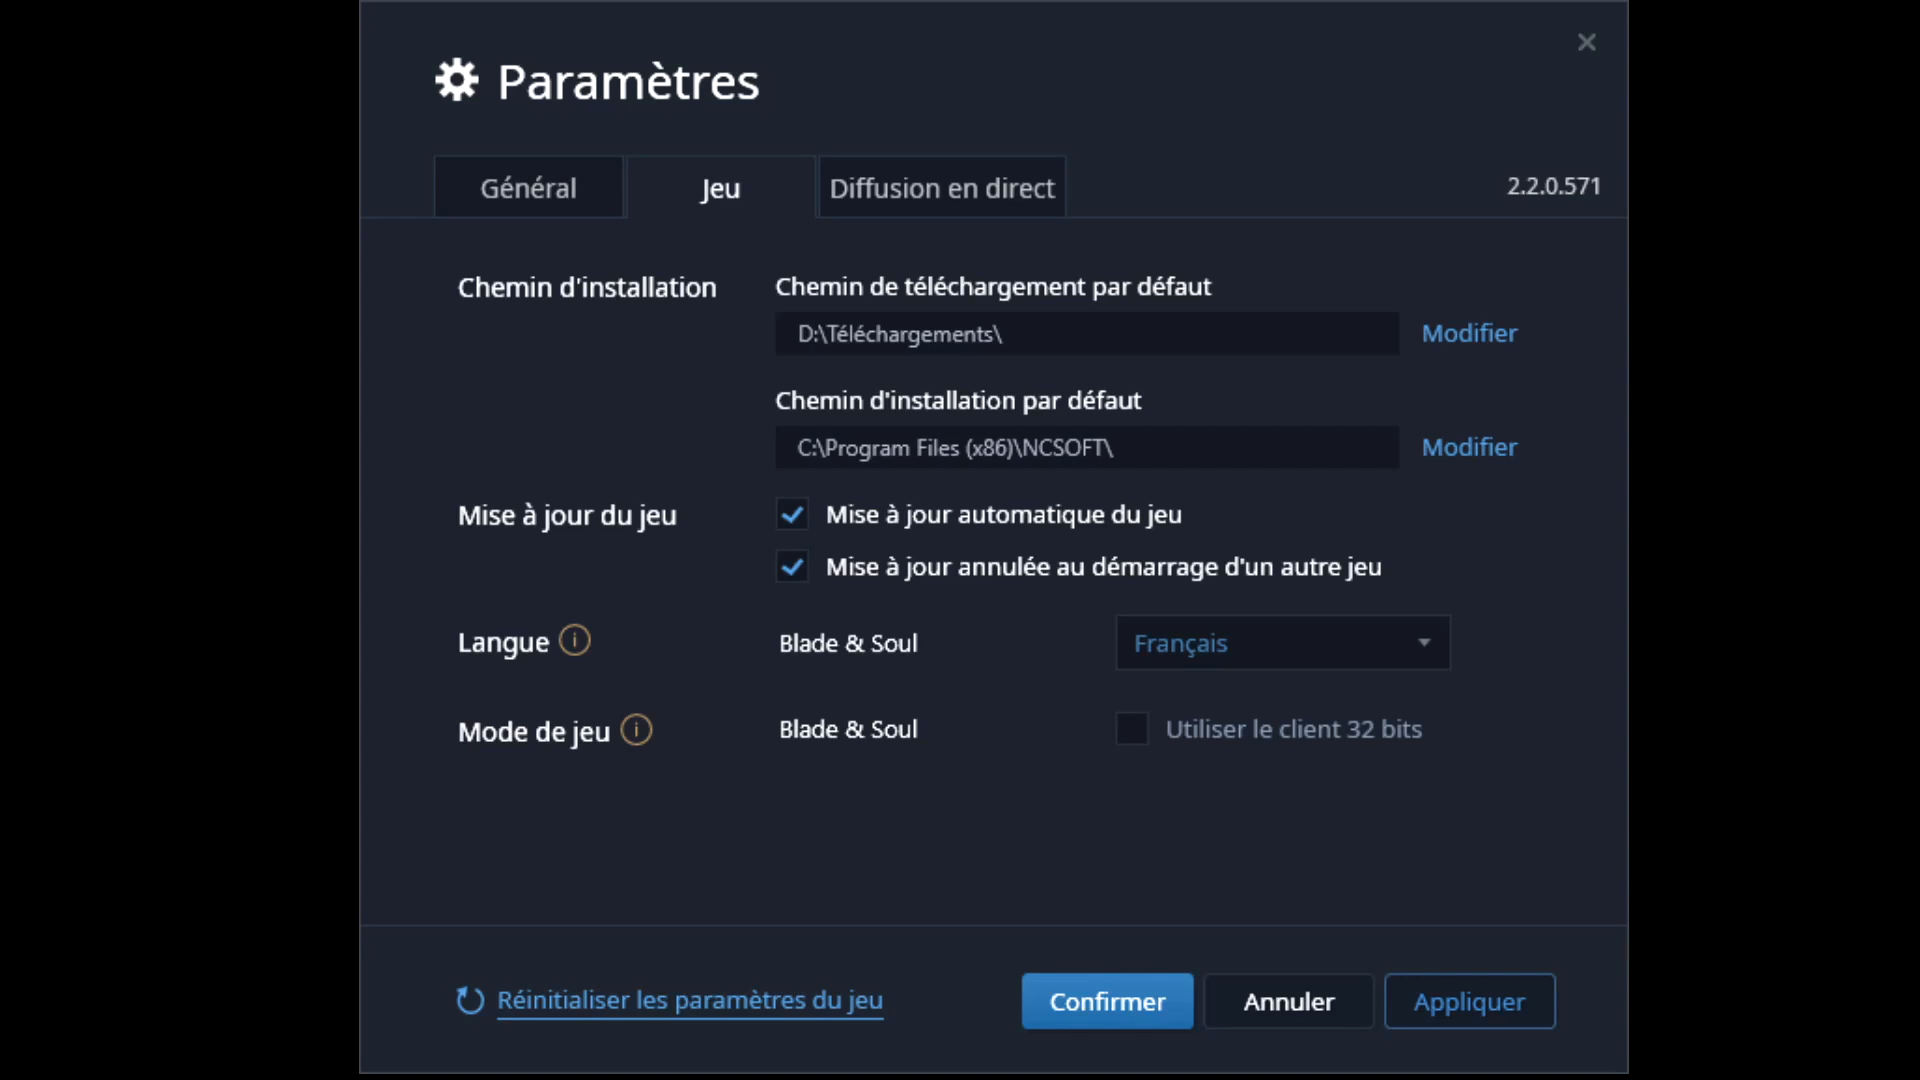 Paramètres
Général
Jeu
Diffusion en direct
2.2.0.571
Chemin d'installation
Chemin de téléchargement par défaut
D:\Téléchargements\
Modifier
Chemin d'installation par défaut
C:\Program Files (x86)\NCSOFT\
Modifier
Mise à jour du jeu
Mise à jour automatique du jeu
Mise à jour annulée au démarrage d'un autre jeu
Langue
Blade & Soul
Français
Mode de jeu
Blade & Soul
Utiliser le client 32 bits
Réinitialiser les paramètres du jeu
Confirmer
Annuler
Appliquer